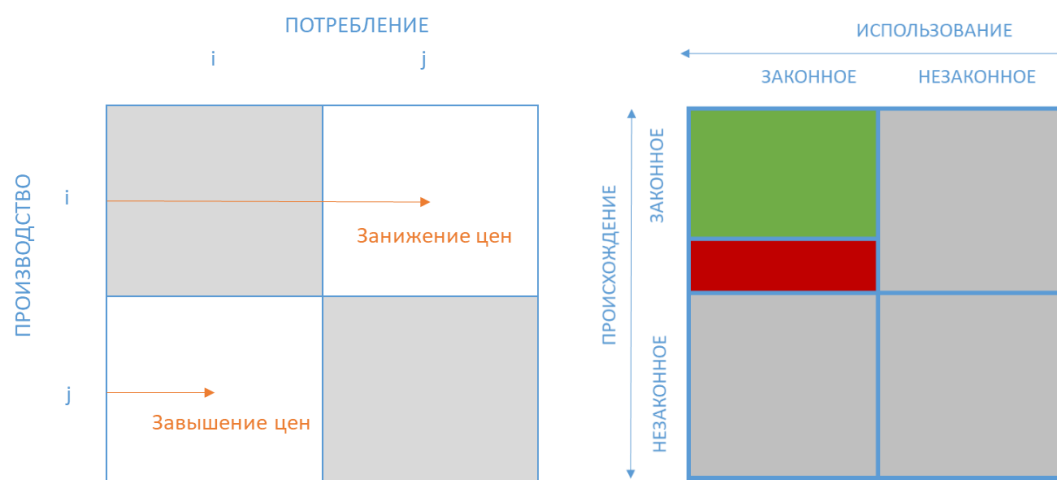 ПОТРЕБЛЕНИЕ
i
j
ПРОИЗВОДСТВО
i
Занижение цен
j
Завышение цен
ИСПОЛЬЗОВАНИЕ
ЗАКОННОЕ
НЕЗАКОННОЕ
ПРОИСХОЖДЕНИЕ
ЗАКОННОЕ
НЕЗАКОННОЕ